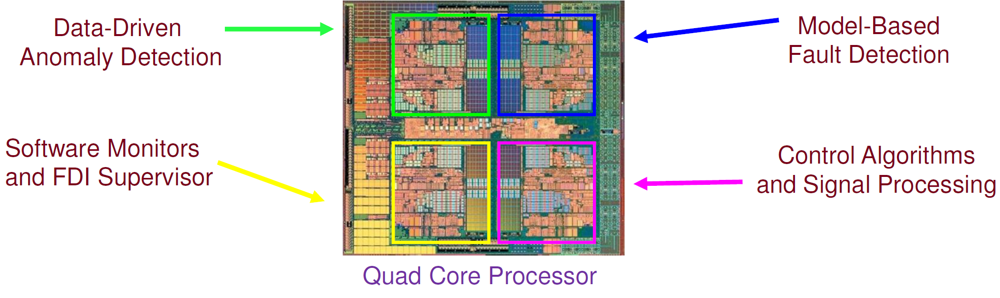 Data-Driven
Anomaly Detection
Model-Based
Fault Detection
Software Monitors
and FDI Supervisor
Control Algorithms
and Signal Processing
Quad Core Processor